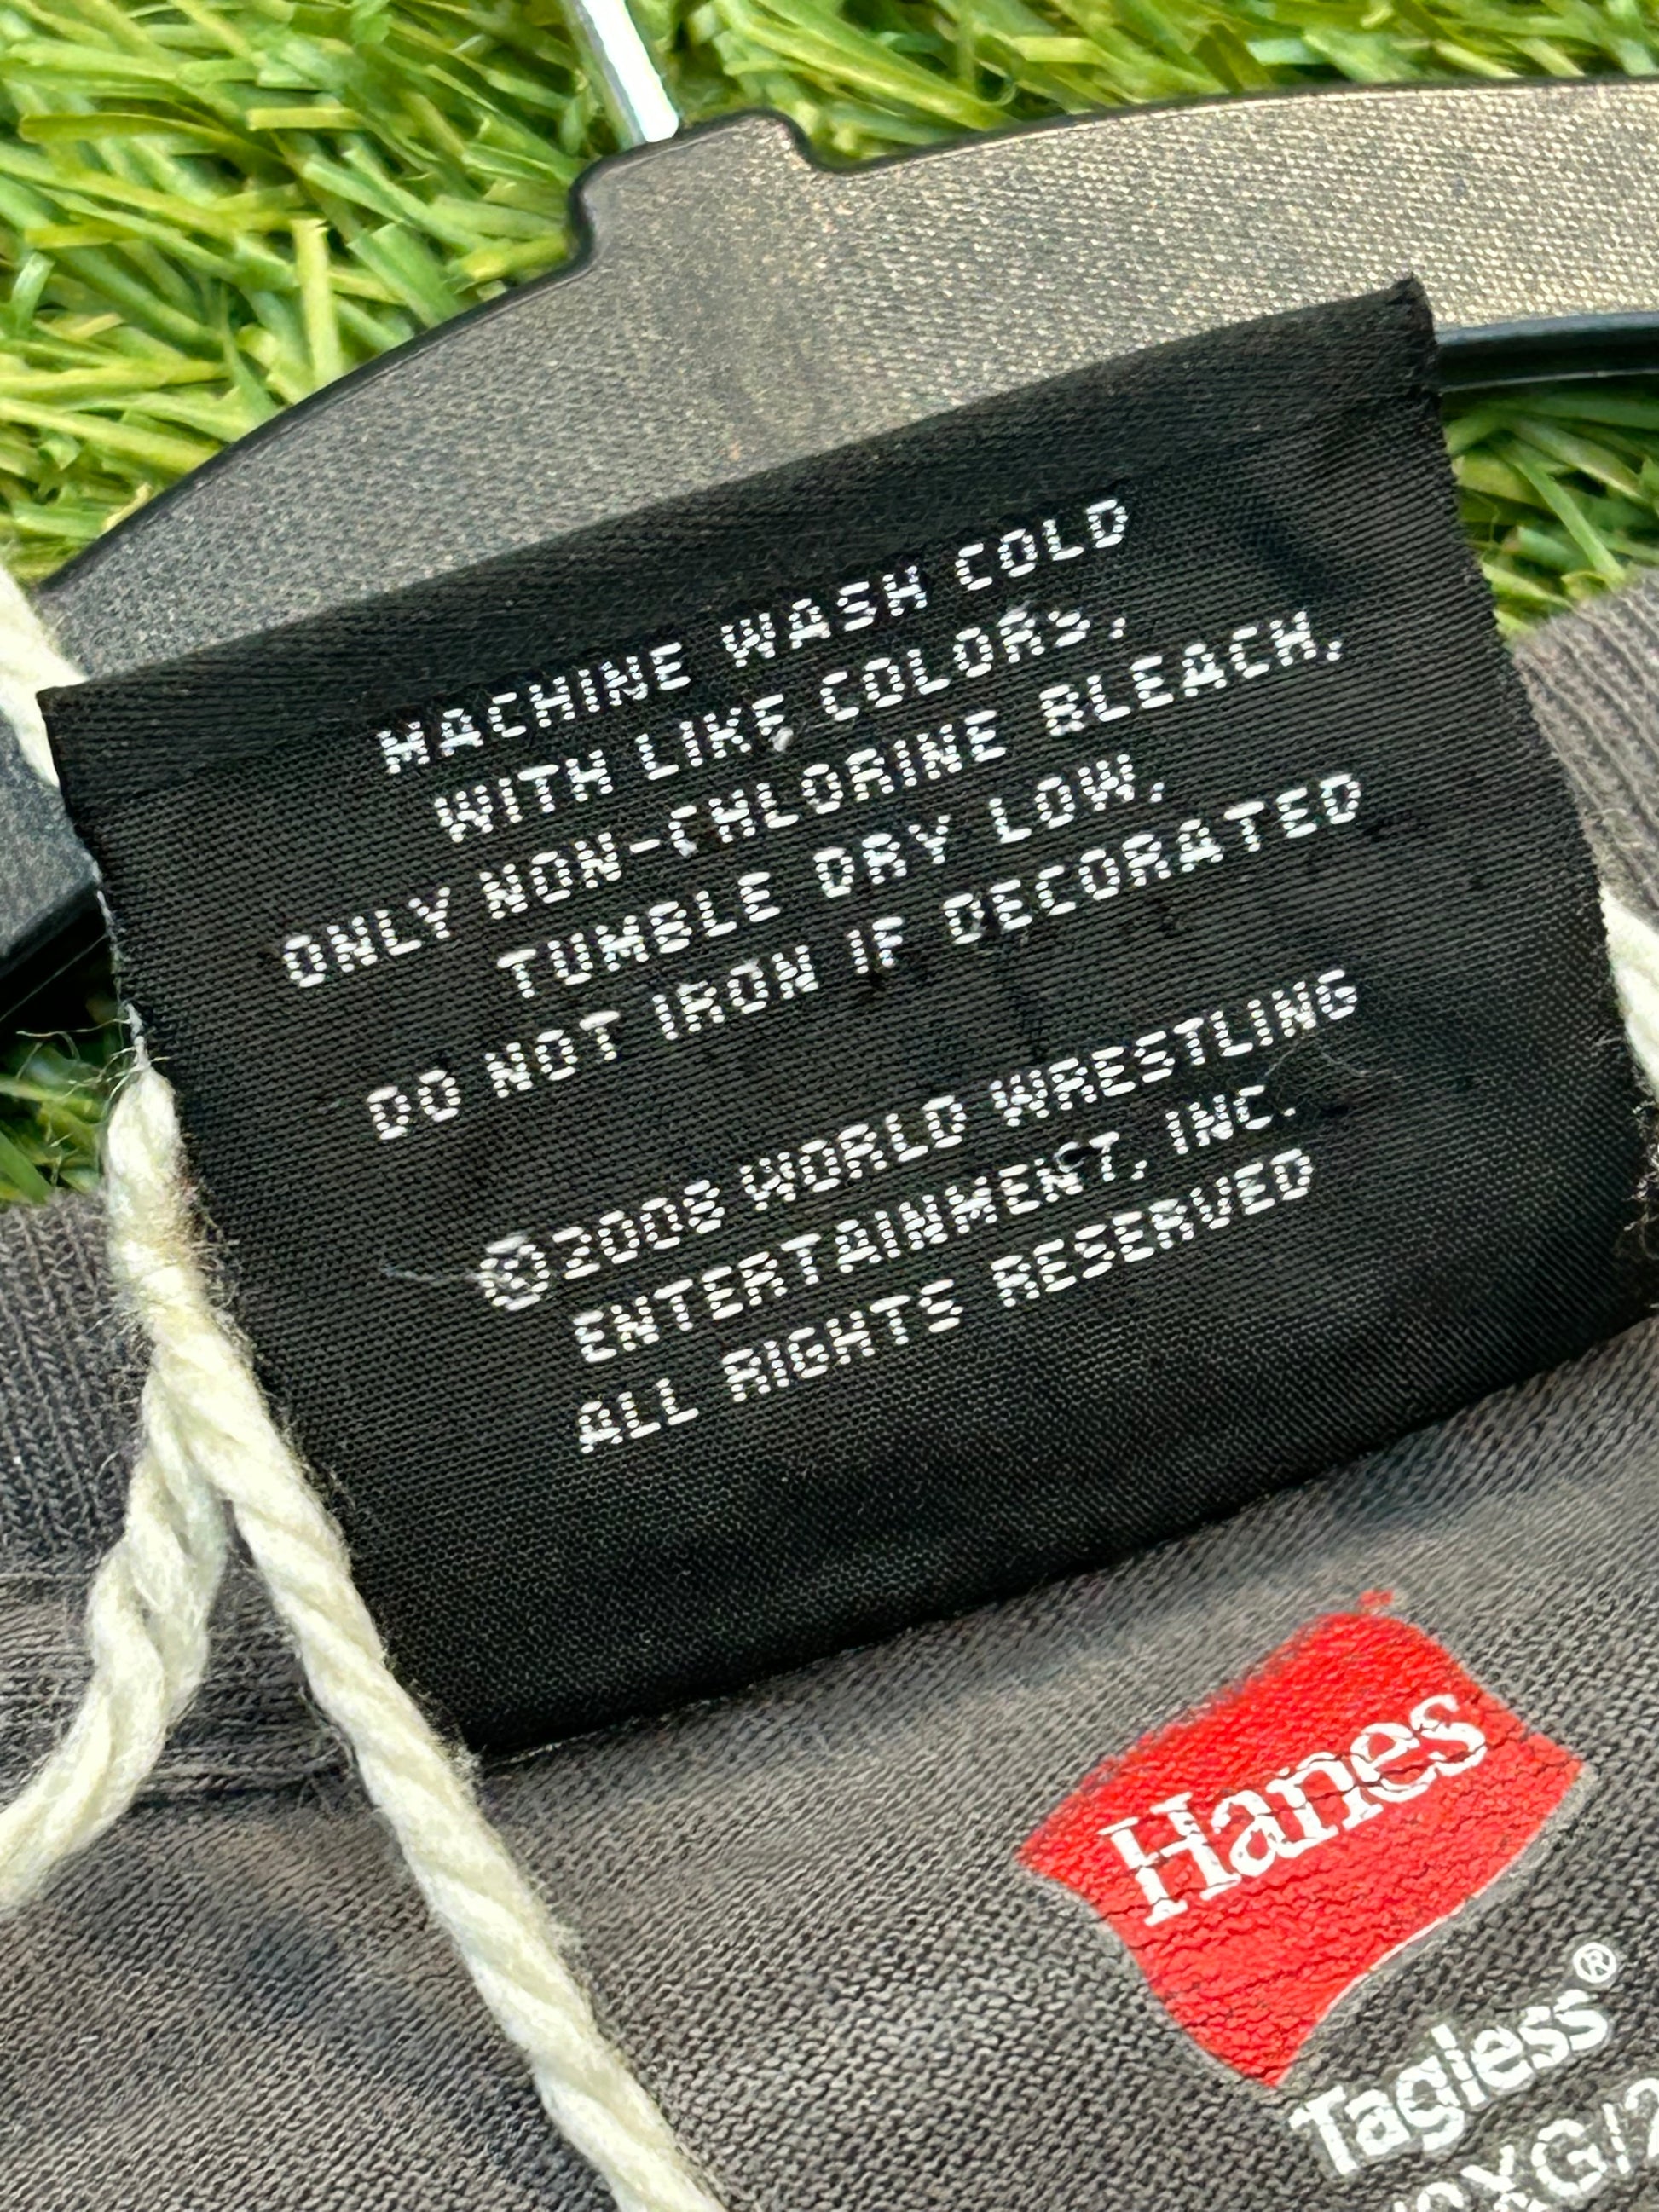 MACHINE WASH COLD
WITH LIKE COLORS,
ONLY NON-CHLORINE BLEACH,
TUMBLE DRY LOW,
DO NOT IRON IF DECORATED
©2008 WORLD WRESTLING
ENTERTAINMENT, INC.
ALL RIGHTS RESERVED
Hanes
Tagless®